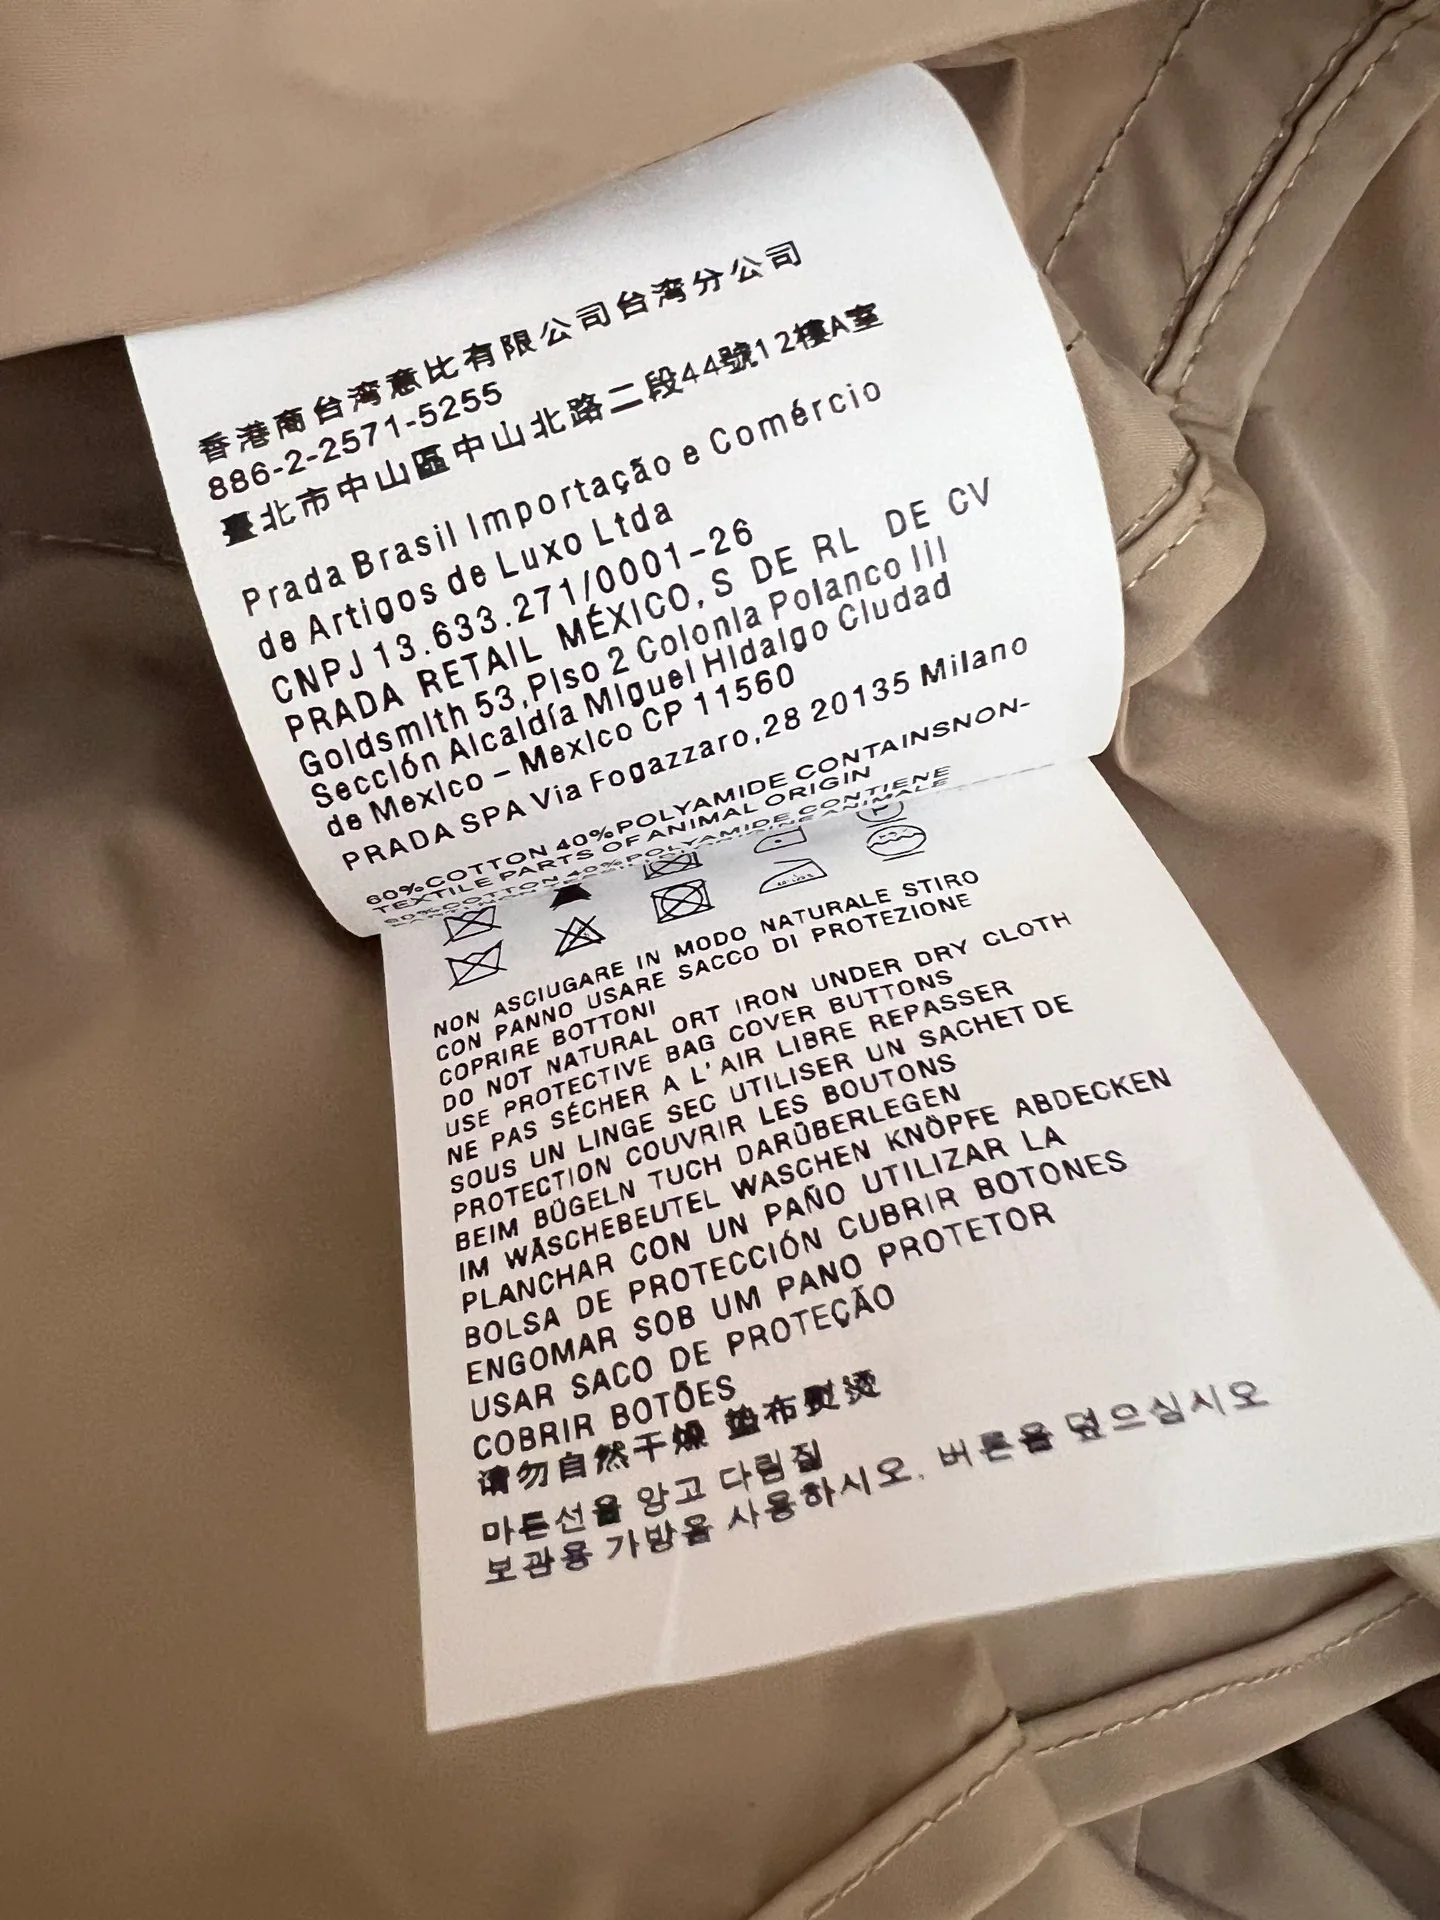 香港商台湾意比有限公司台湾分公司
886-2-2571-5255
臺北市中山區中山北路二段44號12樓A室
Prada Brasil Importação e Comércio
de Artigos de Luxo Ltda
CNPJ 13.633.271/0001-26
PRADA RETAIL MÉXICO, S DE RL DE CV
Goldsmith 53,Piso 2 Colonia Polanco III
Sección Alcaldía Miguel Hidalgo Ciudad
de Mexico - Mexico CP 11560
PRADA SPA Via Fogazzaro,28 20135 Milano
60%COTTON 40%POLYAMIDE CONTAINSNON-
TEXTILE PARTS OF ANIMAL ORIGIN
60%COTTON 40%POLYAMIDE CONTIENE
ANIMALE
NON ASCIUGARE IN MODO NATURALE STIRO
CON PANNO USARE SACCO DI PROTEZIONE
COPRIRE BOTTONI
DO NOT NATURAL ORT IRON UNDER DRY CLOTH
USE PROTECTIVE BAG COVER BUTTONS
NE PAS SÉCHER A L'AIR LIBRE REPASSER
SOUS UN LINGE SEC UTILISER UN SACHET DE
PROTECTION COUVRIR LES BOUTONS
BEIM BÜGELN TUCH DARÜBERLEGEN
IM WÄSCHEBEUTEL WASCHEN KNÖPFE ABDECKEN
PLANCHAR CON UN PAÑO UTILIZAR LA
BOLSA DE PROTECCIÓN CUBRIR BOTONES
ENGOMAR SOB UM PANO PROTETOR
USAR SACO DE PROTEÇÃO
COBRIR BOTÕES
请勿自然干燥 垫布熨烫
마른선을 앙고 다림질
보관용 가방을 사용하시오. 버튼을 덮으십시오